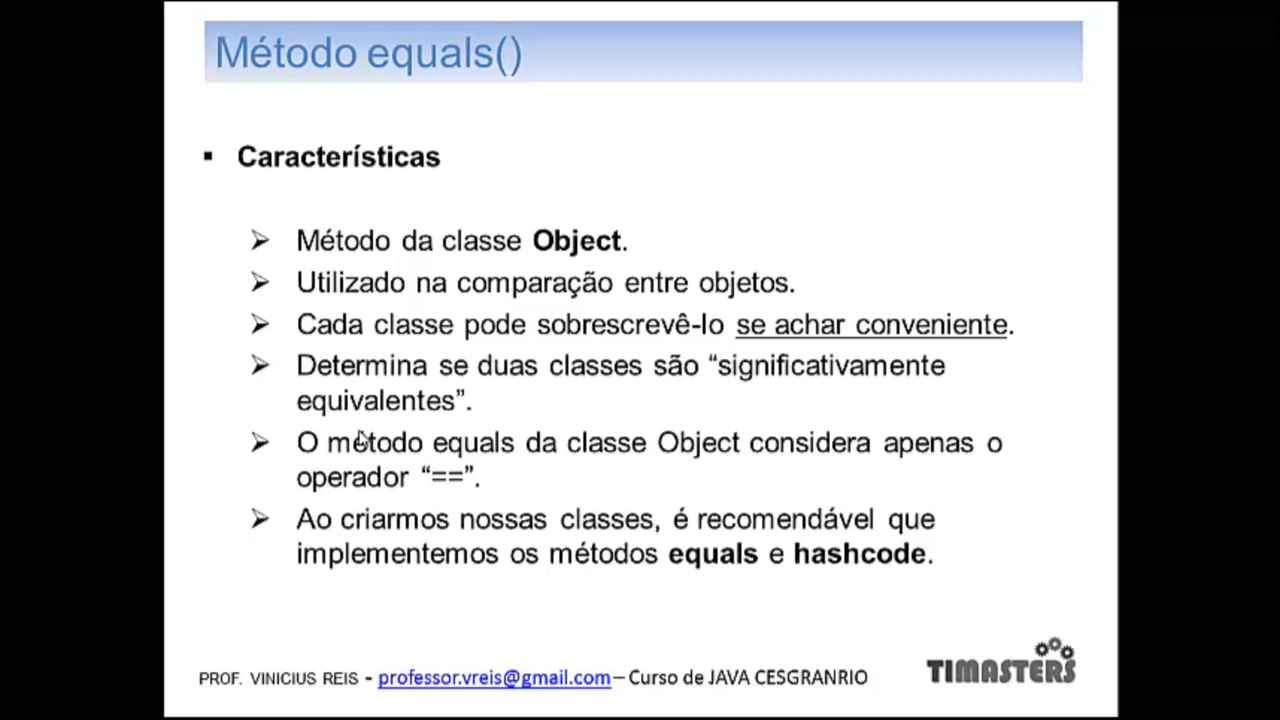 Método equals()
▪ Características
➢ Método da classe Object.
➢ Utilizado na comparação entre objetos.
➢ Cada classe pode sobrescrevê-lo se achar conveniente.
➢ Determina se duas classes são “significativamente
equivalentes”.
➢ O método equals da classe Object considera apenas o
operador “==”.
➢ Ao criarmos nossas classes, é recomendável que
implementemos os métodos equals e hashcode.
PROF. VINICIUS REIS - professor.vreis@gmail.com – Curso de JAVA CESGRANRIO
TIMASTERS